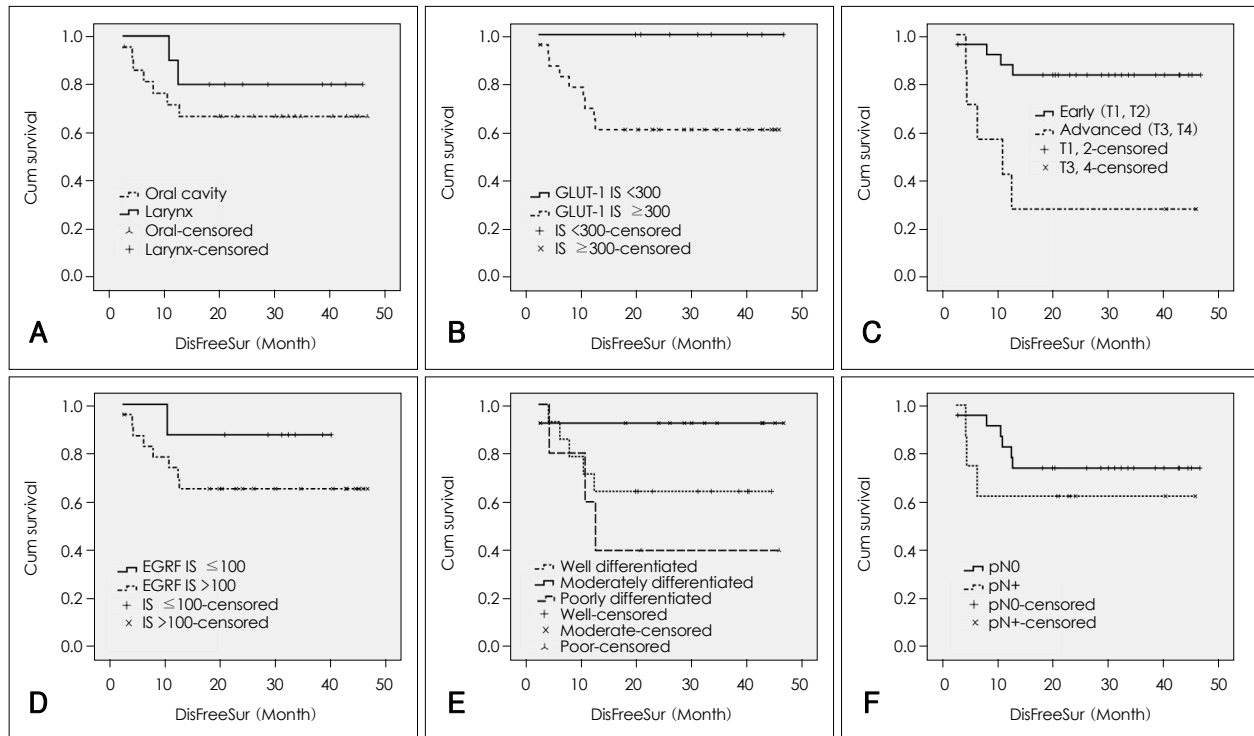 1.0
0.8
0.6
0.4
0.2
0.0
Cum survival
Oral cavity
Larynx
Oral-censored
Larynx-censored
0 10 20 30 40 50
DisFreeSur (Month)
A
1.0
0.8
0.6
0.4
0.2
0.0
Cum survival
GLUT-1 IS <300
GLUT-1 IS ≥300
IS <300-censored
IS ≥300-censored
0 10 20 30 40 50
DisFreeSur (Month)
B
1.0
0.8
0.6
0.4
0.2
0.0
Cum survival
Early (T1, T2)
Advanced (T3, T4)
T1, 2-censored
T3, 4-censored
0 10 20 30 40 50
DisFreeSur (Month)
C
1.0
0.8
0.6
0.4
0.2
0.0
Cum survival
EGRF IS ≤100
EGRF IS >100
IS ≤100-censored
IS >100-censored
0 10 20 30 40 50
DisFreeSur (Month)
D
1.0
0.8
0.6
0.4
0.2
0.0
Cum survival
Well differentiated
Moderately differentiated
Poorly differentiated
Well-censored
Moderate-censored
Poor-censored
0 10 20 30 40 50
DisFreeSur (Month)
E
1.0
0.8
0.6
0.4
0.2
0.0
Cum survival
pN0
pN+
pN0-censored
pN+-censored
0 10 20 30 40 50
DisFreeSur (Month)
F